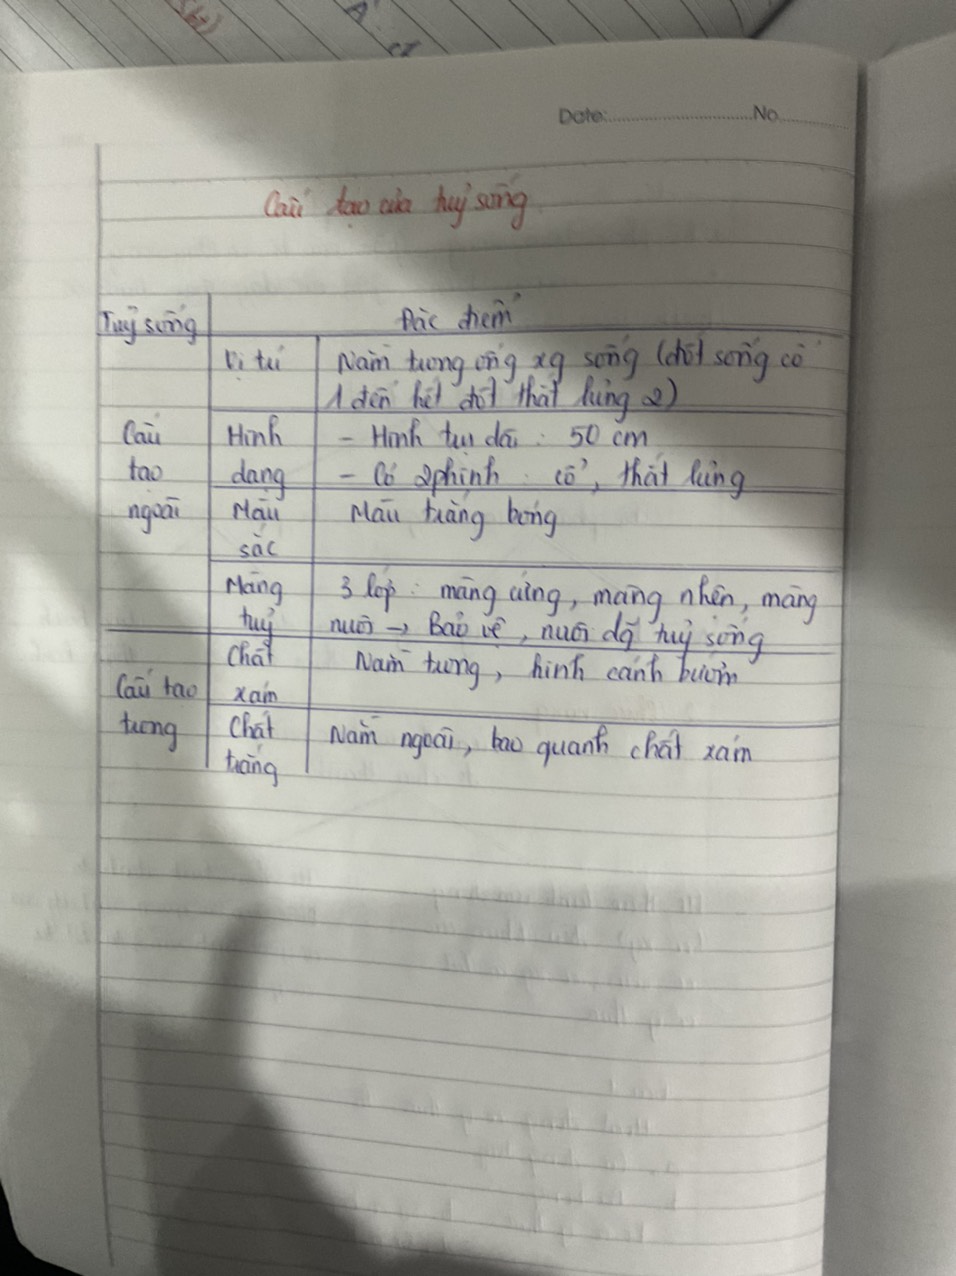 Date:..............................No............
Cấu tạo của tuỷ sống
Tuỷ sống Đặc điểm
Vị trí Nằm trong ống xg sống (đốt sống cổ
1 đến hết đốt thắt lưng 2)
Cấu Hình - Hình trụ dài : 50 cm
tạo dạng - Có 2 phình : cổ, thắt lưng
ngoài Màu Màu trắng bóng
sắc
Màng 3 lớp : màng cứng, màng nhện, màng
tuỷ nuôi → Bảo vệ, nuôi dg tuỷ sống
Chất Nằm trong, hình cánh bướm
Cấu tạo xám
trong Chất Nằm ngoài, bao quanh chất xám
trắng